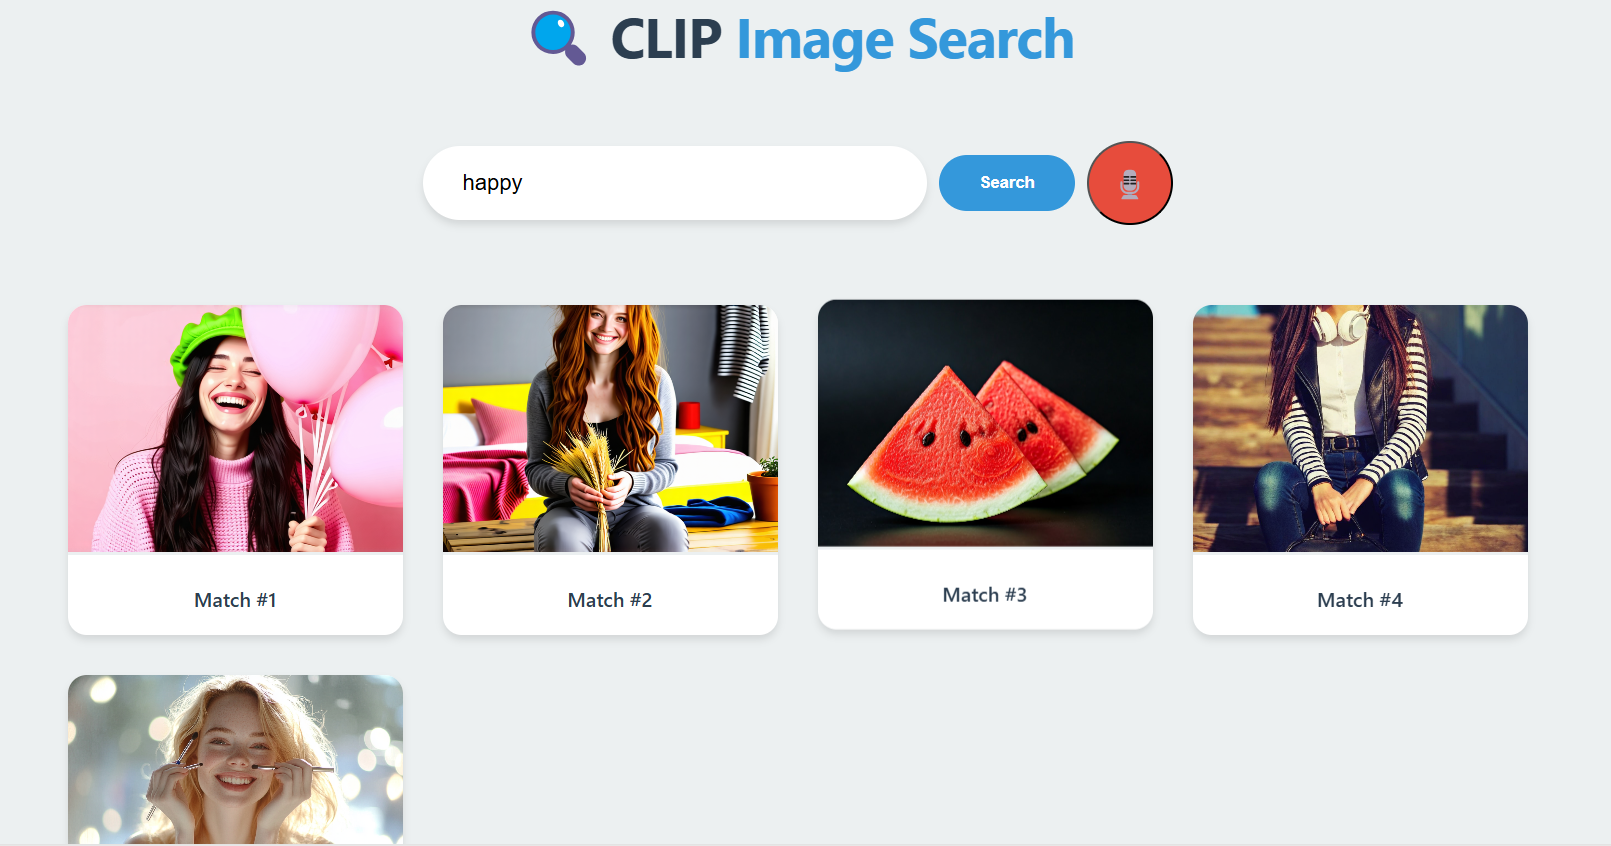 CLIP Image Search
happy
Search
Match #1
Match #2
Match #3
Match #4